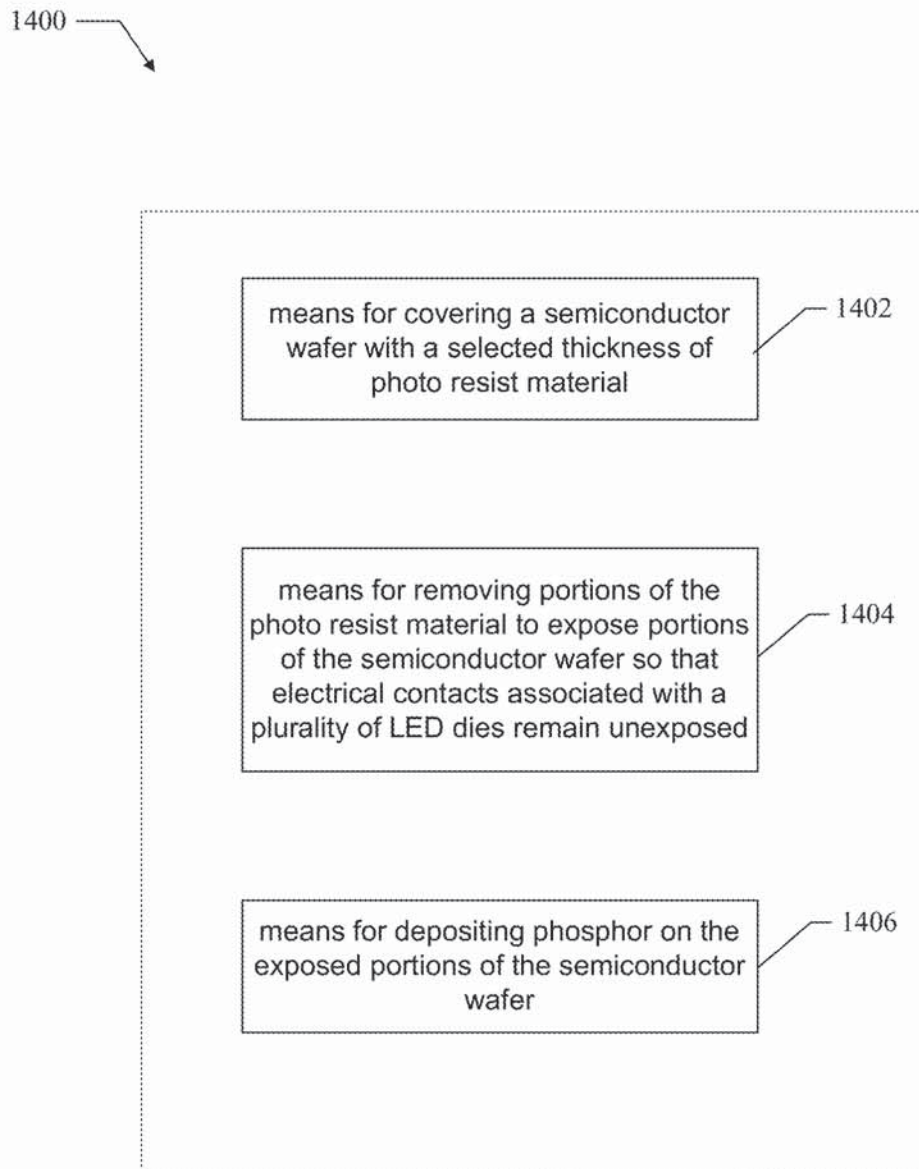 1400
means for covering a semiconductor
wafer with a selected thickness of
photo resist material
1402
means for removing portions of the
photo resist material to expose portions
of the semiconductor wafer so that
electrical contacts associated with a
plurality of LED dies remain unexposed
1404
means for depositing phosphor on the
exposed portions of the semiconductor
wafer
1406